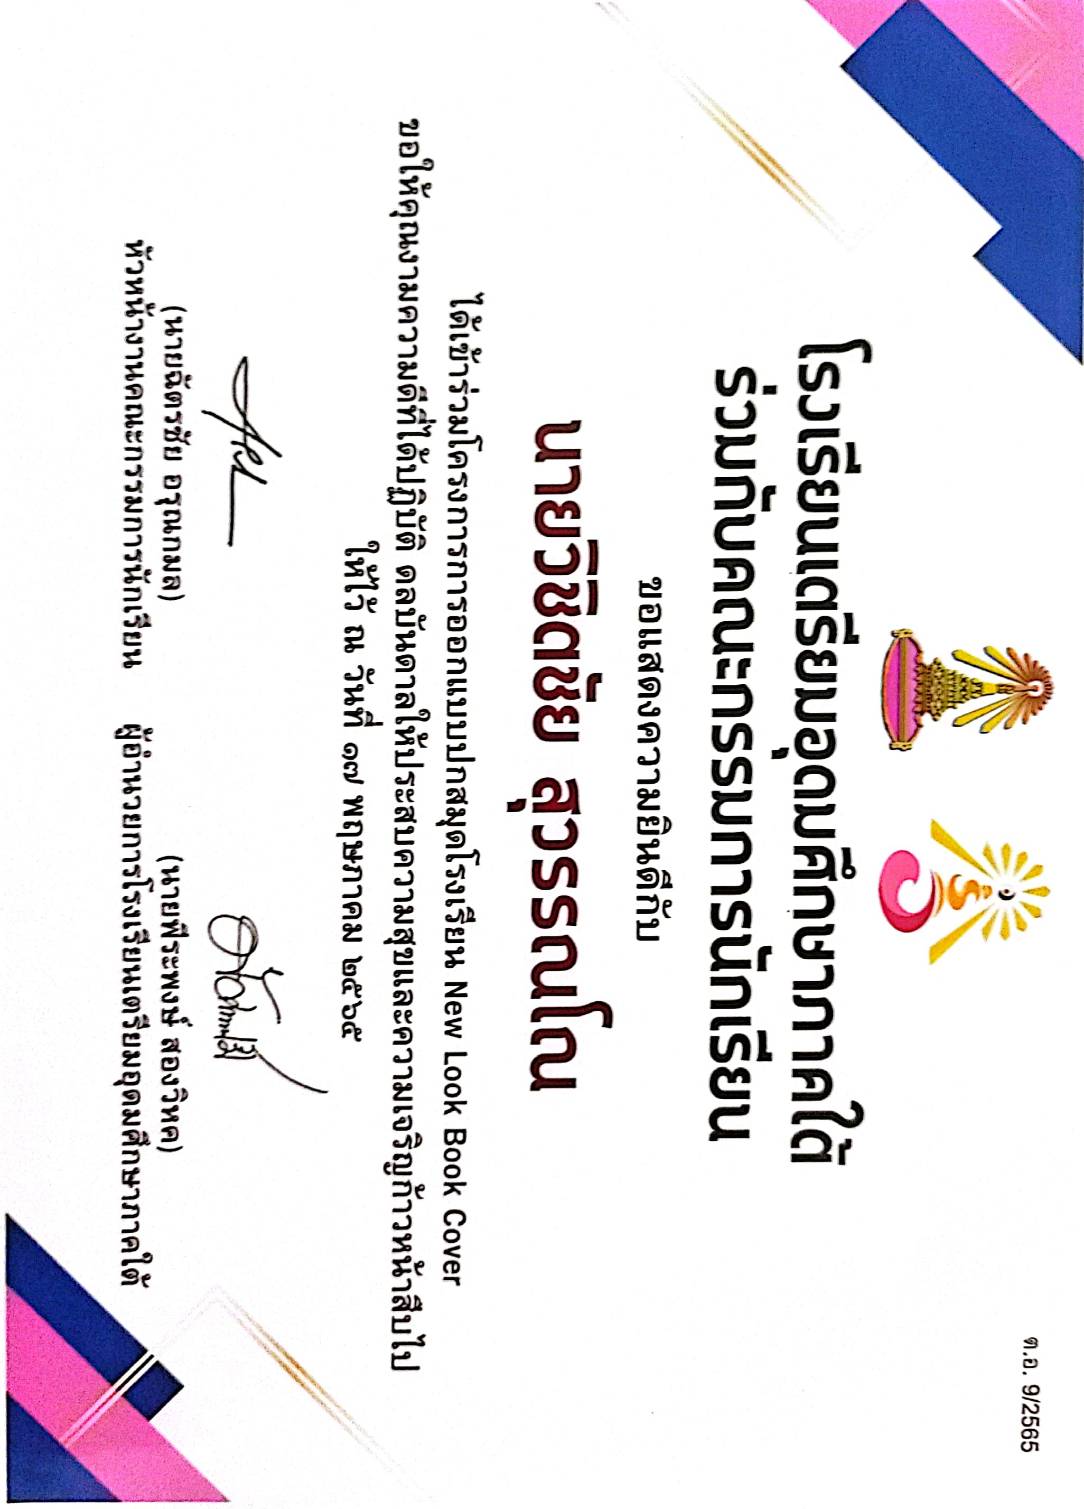 ต.อ. 9/2565
โรงเรียนเตรียมอุดมศึกษาภาคใต้
ร่วมกับคณะกรรมการนักเรียน
ขอแสดงความยินดีกับ
นายวิชิตชัย สุวรรณโณ
ได้เข้าร่วมโครงการการออกแบบปกสมุดโรงเรียน New Look Book Cover
ขอให้คุณงามความดีที่ได้ปฏิบัติ ดลบันดาลให้ประสบความสุขและความเจริญก้าวหน้าสืบไป
ให้ไว้ ณ วันที่ ๑๗ พฤษภาคม ๒๕๖๕
(นายฉัตรชัย อรุณกมล)
หัวหน้างานคณะกรรมการนักเรียน
(นายพีระพงษ์ สองวิหค)
ผู้อำนวยการโรงเรียนเตรียมอุดมศึกษาภาคใต้